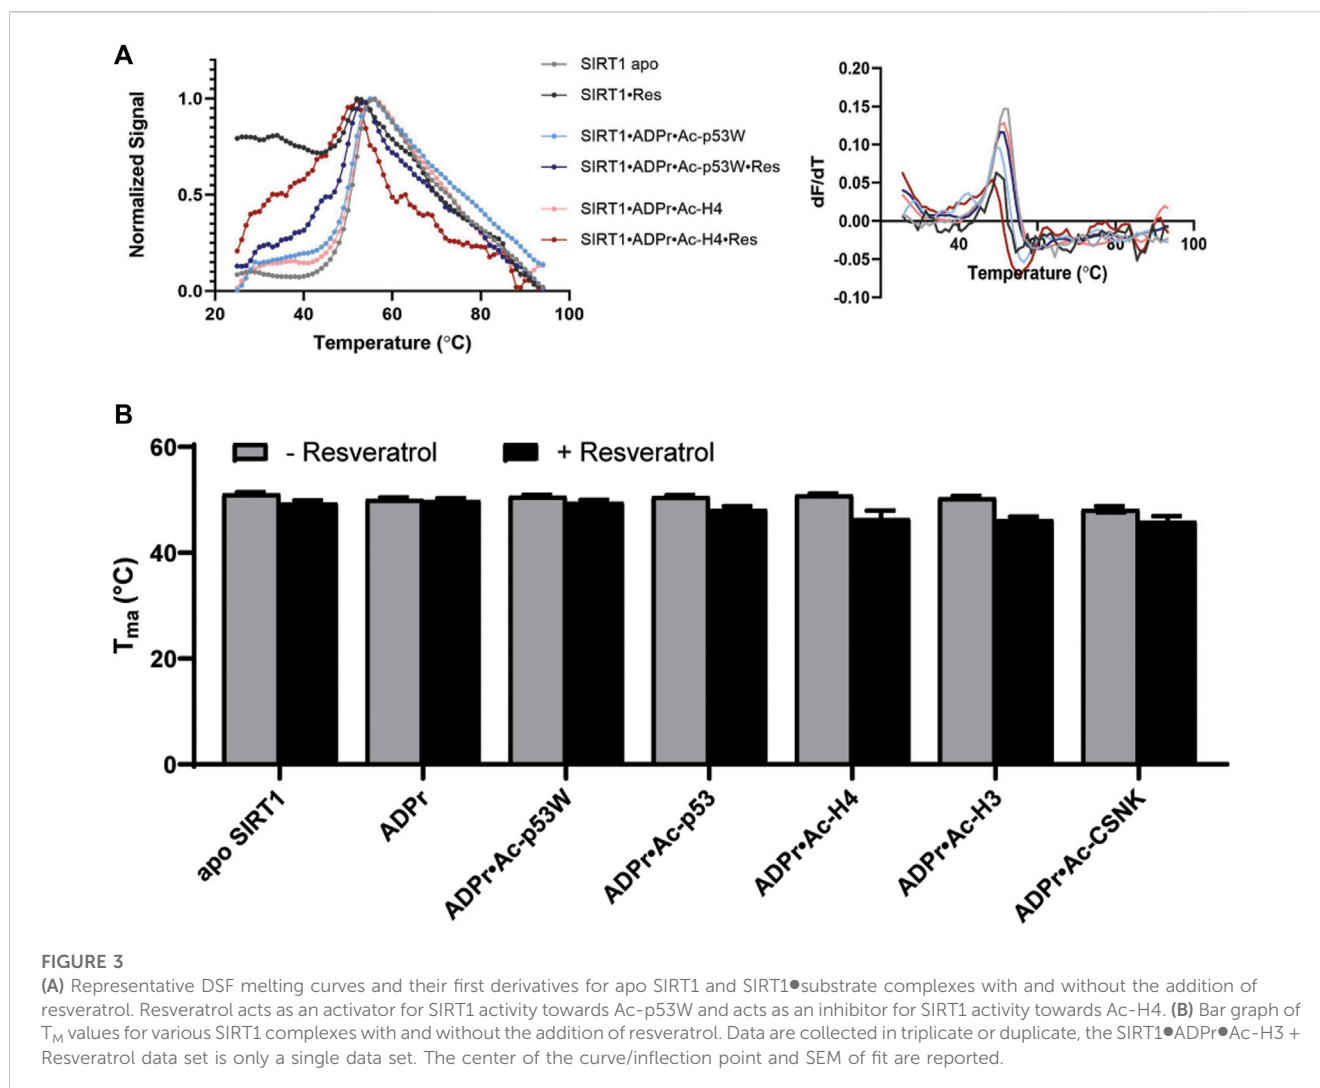 A
Normalized Signal
1.0
0.5
0.0
20 40 60 80 100
Temperature (°C)
SIRT1 apo
SIRT1•Res
SIRT1•ADPr•Ac-p53W
SIRT1•ADPr•Ac-p53W•Res
SIRT1•ADPr•Ac-H4
SIRT1•ADPr•Ac-H4•Res
dF/dT
0.20
0.15
0.10
0.05
0.00
-0.05
-0.10
40 60 80 100
Temperature (°C)
B
- Resveratrol + Resveratrol
Tma (°C)
60
40
20
0
apo SIRT1
ADPr
ADPr•Ac-p53W
ADPr•Ac-p53
ADPr•Ac-H4
ADPr•Ac-H3
ADPr•Ac-CSNK
FIGURE 3
(A) Representative DSF melting curves and their first derivatives for apo SIRT1 and SIRT1●substrate complexes with and without the addition of
resveratrol. Resveratrol acts as an activator for SIRT1 activity towards Ac-p53W and acts as an inhibitor for SIRT1 activity towards Ac-H4. (B) Bar graph of
TM values for various SIRT1 complexes with and without the addition of resveratrol. Data are collected in triplicate or duplicate, the SIRT1●ADPr●Ac-H3 +
Resveratrol data set is only a single data set. The center of the curve/inflection point and SEM of fit are reported.